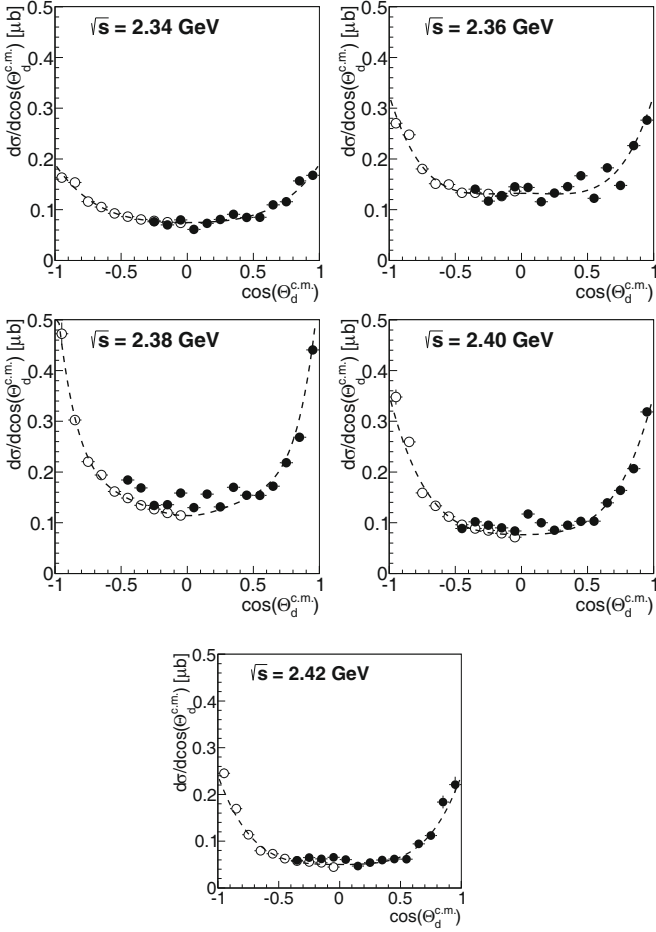 √s = 2.34 GeV
dσ/dcos(Θ_d^c.m.) [μb]
0.5
0.4
0.3
0.2
0.1
0
-1 -0.5 0 0.5 1
cos(Θ_d^c.m.)
√s = 2.36 GeV
dσ/dcos(Θ_d^c.m.) [μb]
0.5
0.4
0.3
0.2
0.1
0
-1 -0.5 0 0.5 1
cos(Θ_d^c.m.)
√s = 2.38 GeV
dσ/dcos(Θ_d^c.m.) [μb]
0.5
0.4
0.3
0.2
0.1
0
-1 -0.5 0 0.5 1
cos(Θ_d^c.m.)
√s = 2.40 GeV
dσ/dcos(Θ_d^c.m.) [μb]
0.5
0.4
0.3
0.2
0.1
0
-1 -0.5 0 0.5 1
cos(Θ_d^c.m.)
√s = 2.42 GeV
dσ/dcos(Θ_d^c.m.) [μb]
0.5
0.4
0.3
0.2
0.1
0
-1 -0.5 0 0.5 1
cos(Θ_d^c.m.)